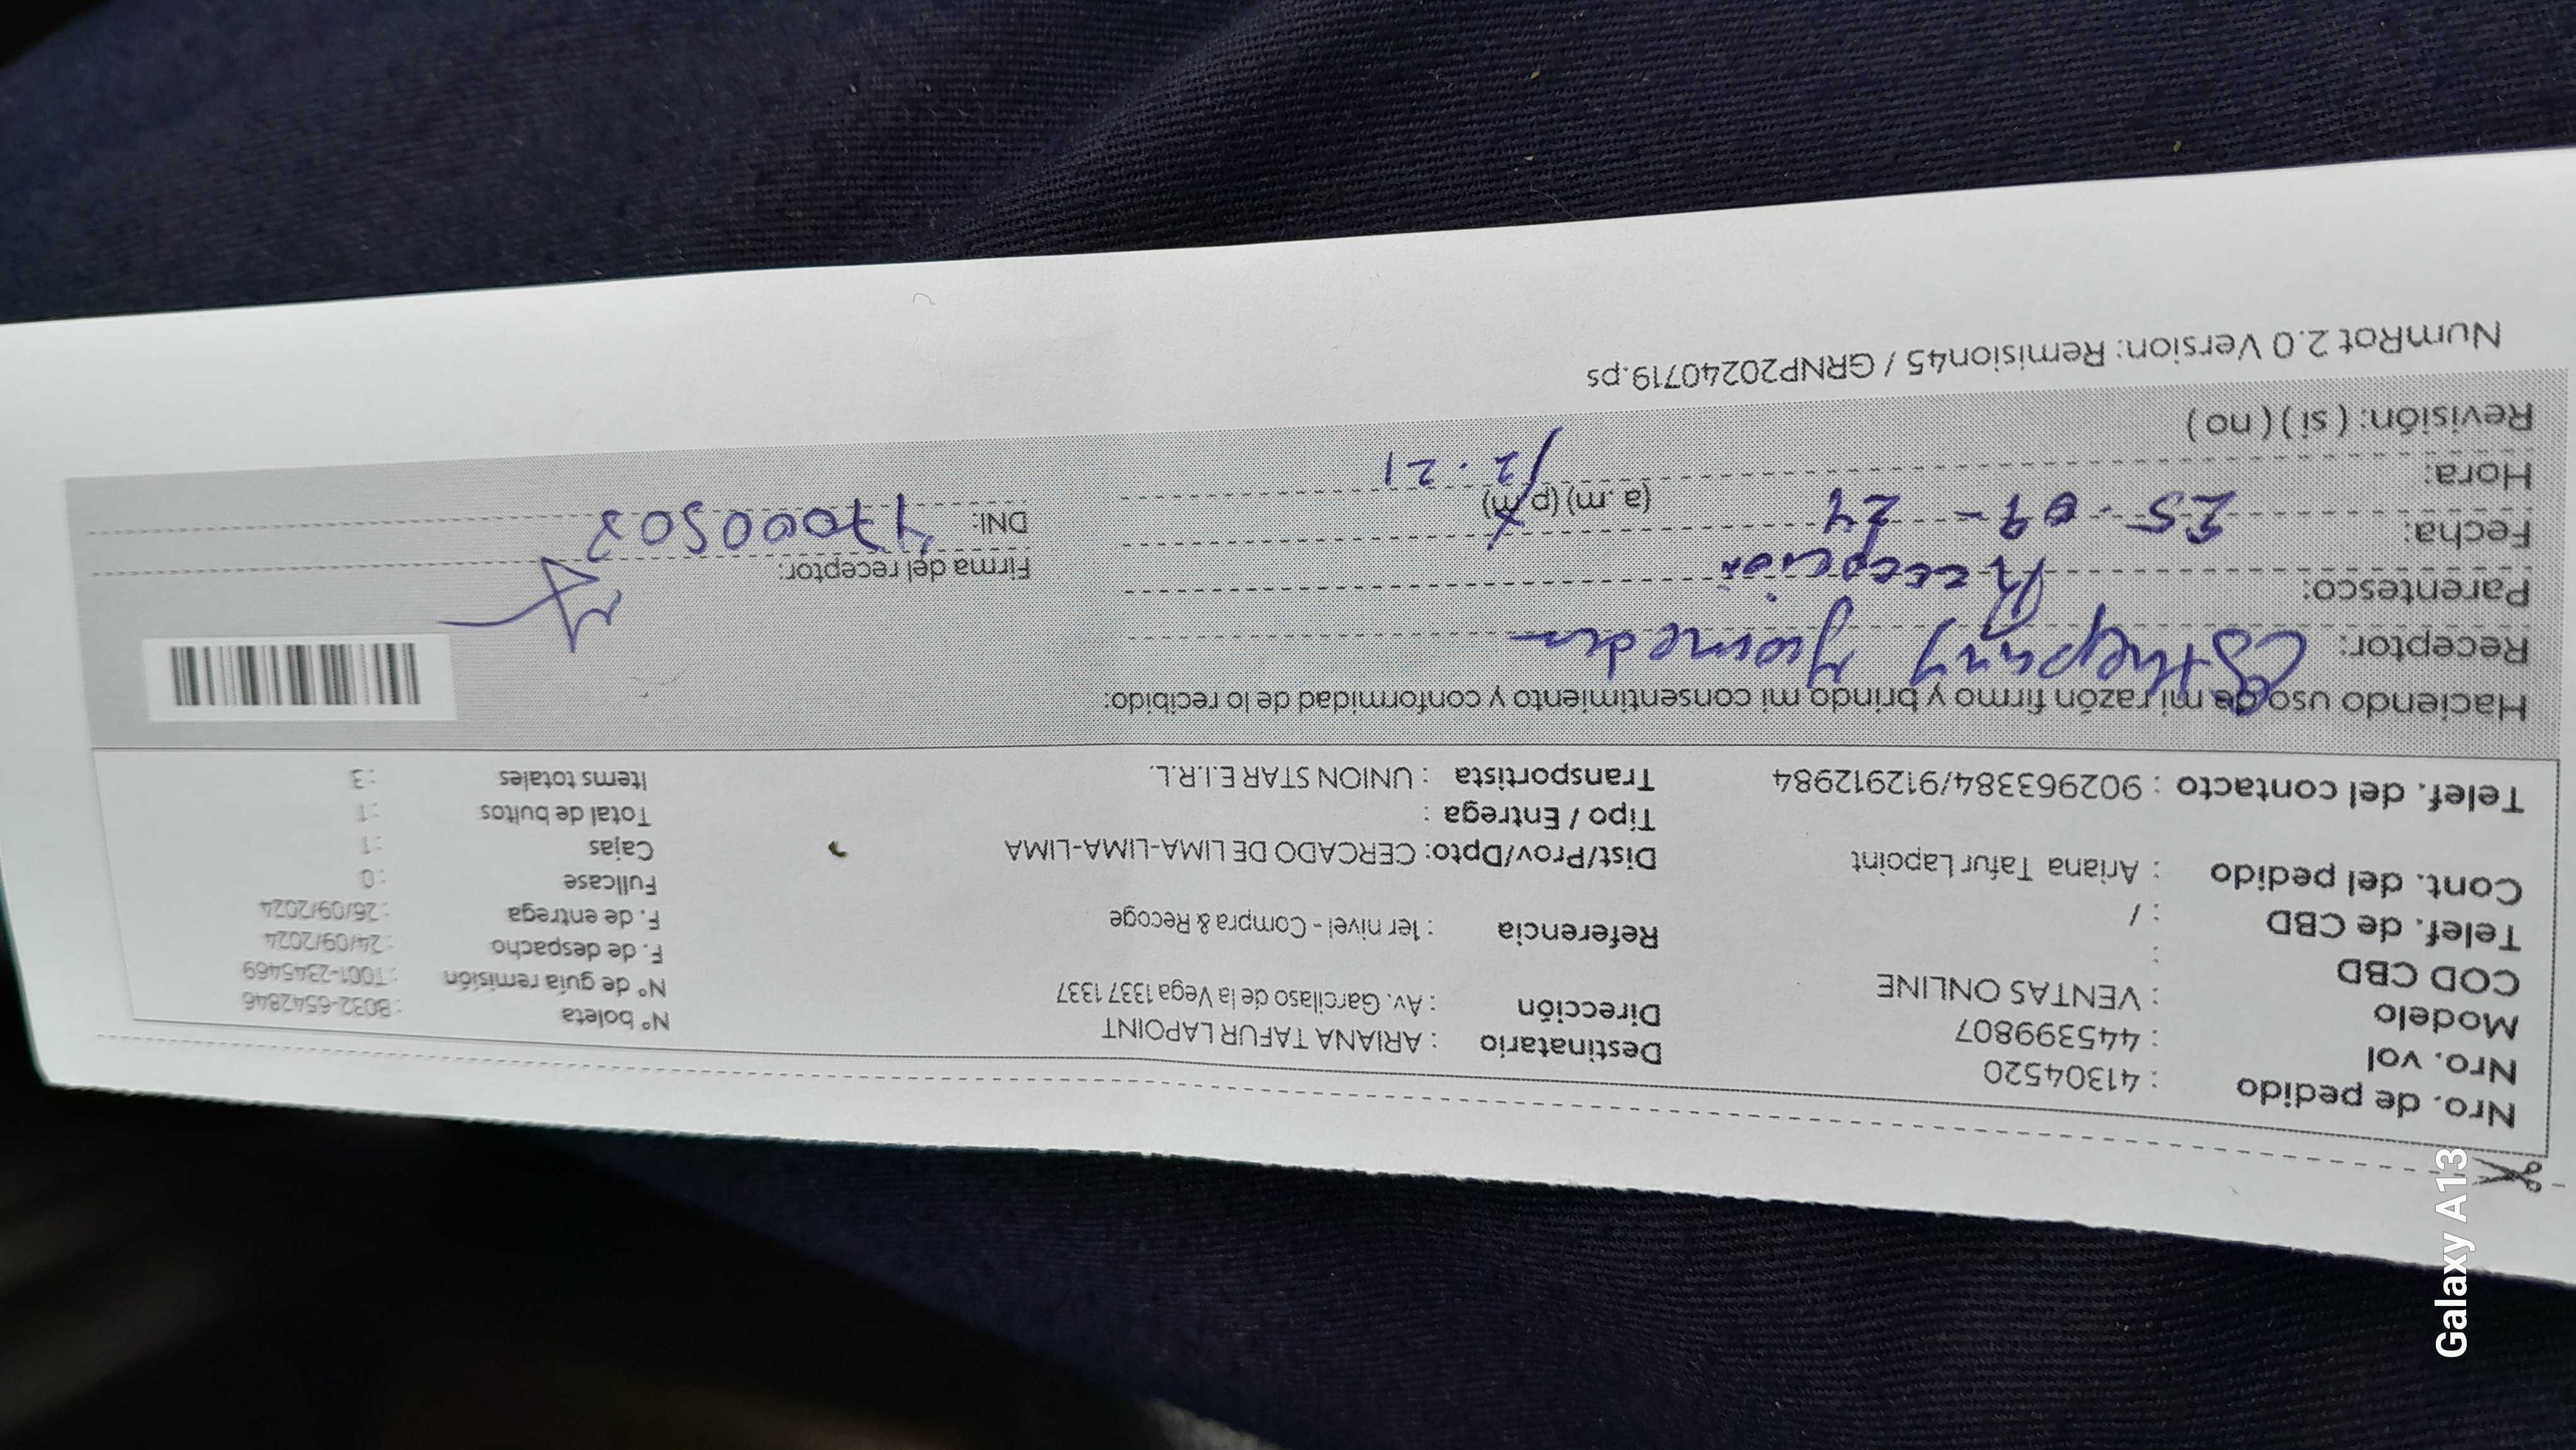 Nro. de pedido : 41304520
Nro. vol : 445399807
Modelo : VENTAS ONLINE
COD CBD :
Telef. de CBD : /
Cont. del pedido : Ariana Tafur Lapoint
Telef. del contacto : 902963384/912912984
Destinatario : ARIANA TAFUR LAPOINT
Dirección : Av. Garcilaso de la Vega 1337 1337
Referencia : 1er nivel - Compra & Recoge
Dist/Prov/Dpto: CERCADO DE LIMA-LIMA-LIMA
Tipo / Entrega :
Transportista : UNION STAR E.I.R.L.
N° boleta : B032-6542846
N° de guía remisión : T001-2345469
F. de despacho : 24/09/2024
F. de entrega : 26/09/2024
Fullcase : 0
Cajas : 1
Total de bultos : 1
Items totales : 3
Haciendo uso de mi razón firmo y brindo mi consentimiento y conformidad de lo recibido:
Receptor:
Parentesco: Recepción
Fecha: 25-09-24
Hora: (a. m) (p. m) 12.21
Revisión: ( si ) ( no )
Firma del receptor:
DNI:
NumRot 2.0 Version: Remision45 / GRNP20240719.ps
Galaxy A13